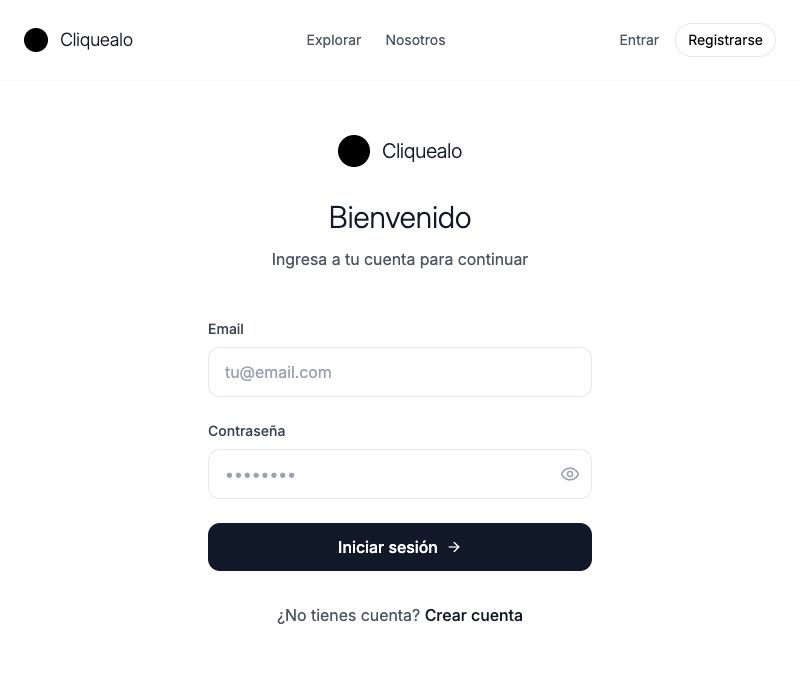 Cliquealo
Explorar Nosotros
Entrar Registrarse
Cliquealo
Bienvenido
Ingresa a tu cuenta para continuar
Email
tu@email.com
Contraseña
••••••••
Iniciar sesión →
¿No tienes cuenta? Crear cuenta